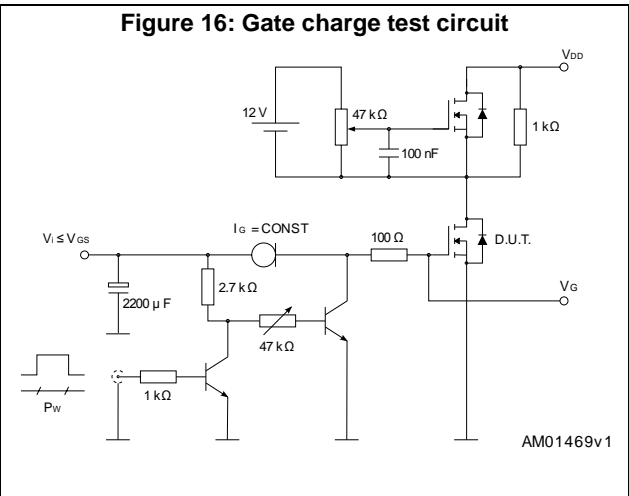 Figure 16: Gate charge test circuit
VDD
12 V
47 kΩ
1 kΩ
100 nF
Vi ≤ VGS
IG = CONST
100 Ω
D.U.T.
2.7 kΩ
VG
2200 µF
47 kΩ
1 kΩ
PW
AM01469v1